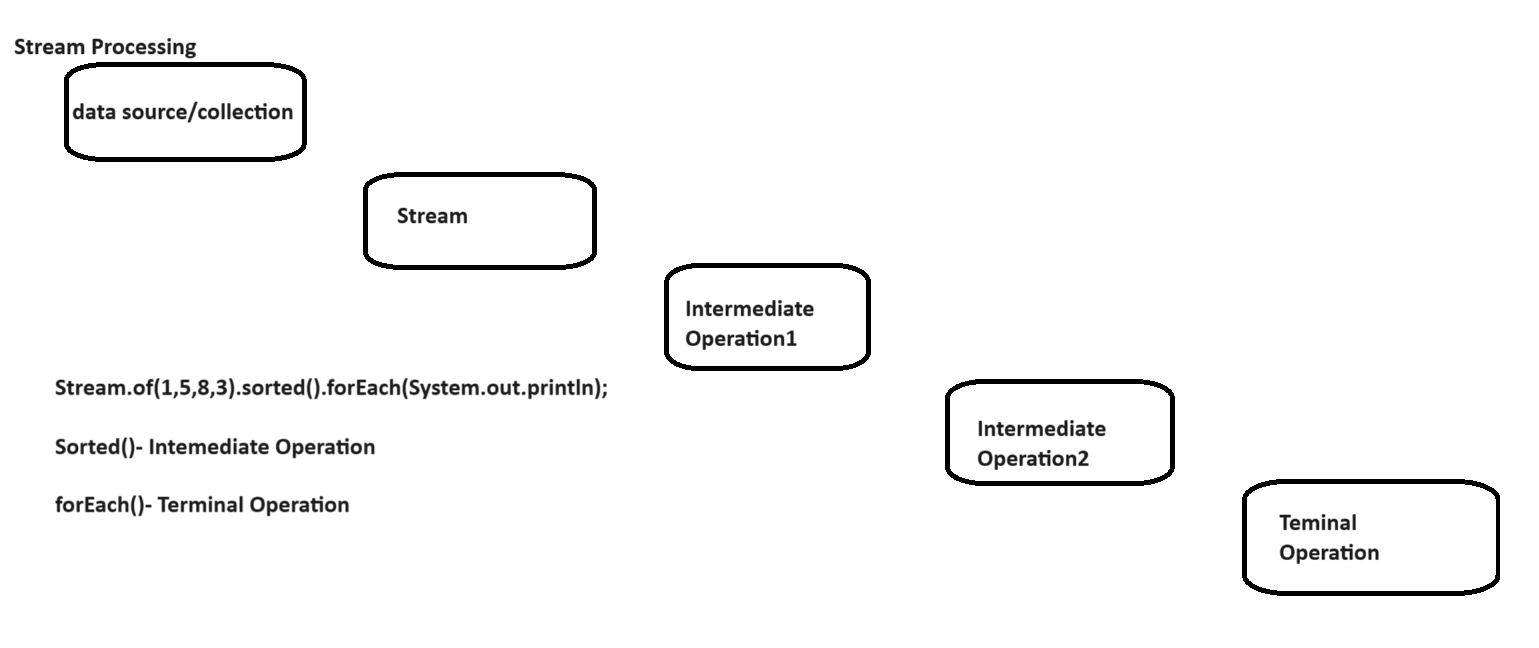 Stream Processing
data source/collection
Stream
Intermediate
Operation1
Stream.of(1,5,8,3).sorted().forEach(System.out.println);
Sorted()- Intemediate Operation
forEach()- Terminal Operation
Intermediate
Operation2
Teminal
Operation